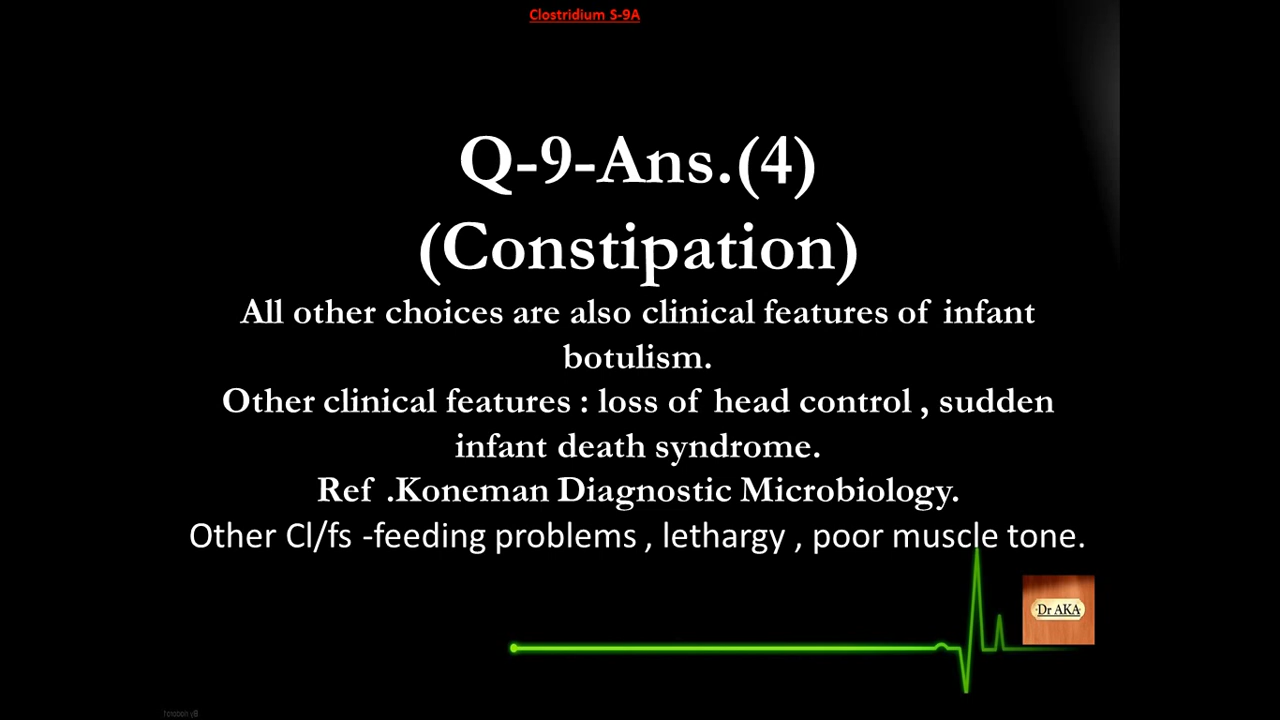 Clostridium S-9A
Q-9-Ans.(4)
(Constipation)
All other choices are also clinical features of infant
botulism.
Other clinical features : loss of head control , sudden
infant death syndrome.
Ref .Koneman Diagnostic Microbiology.
Other Cl/fs -feeding problems , lethargy , poor muscle tone.
Dr AKA